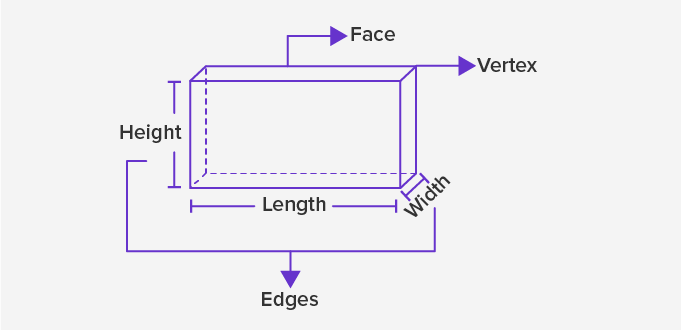 Face
Vertex
Height
Width
Length
Edges